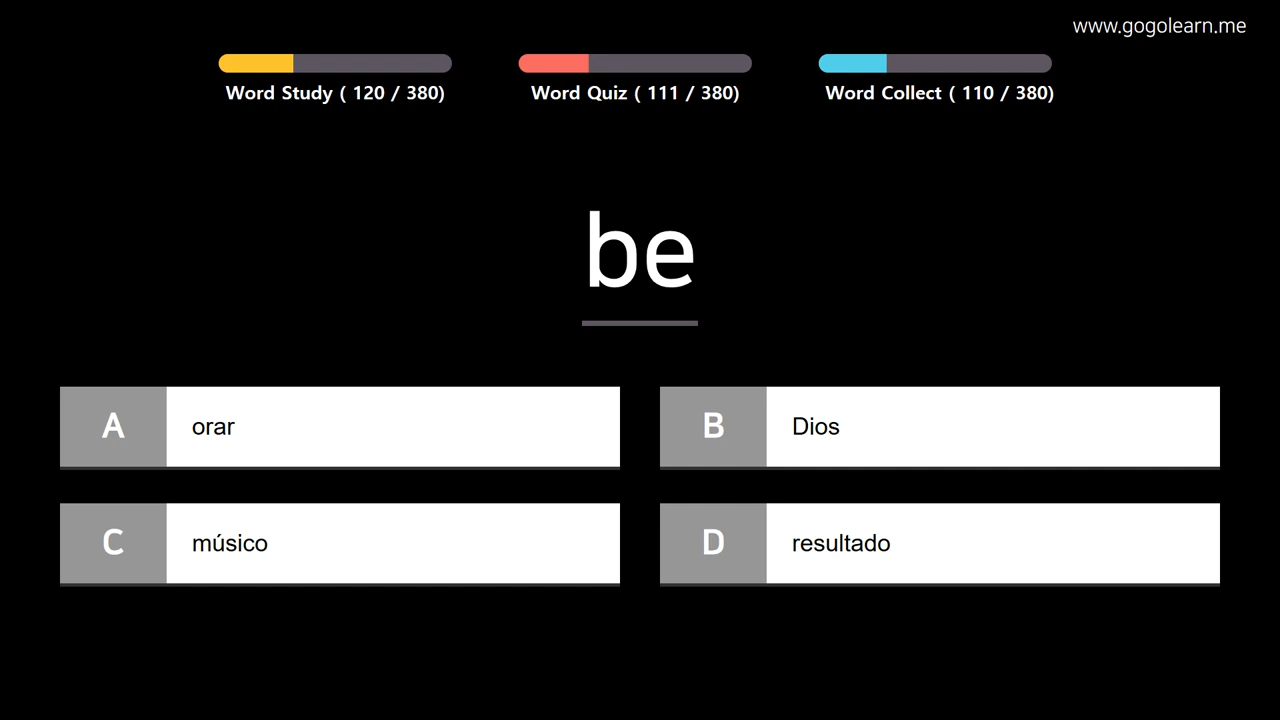 www.gogolearn.me
Word Study ( 120 / 380)
Word Quiz ( 111 / 380)
Word Collect ( 110 / 380)
be
A orar
B Dios
C músico
D resultado